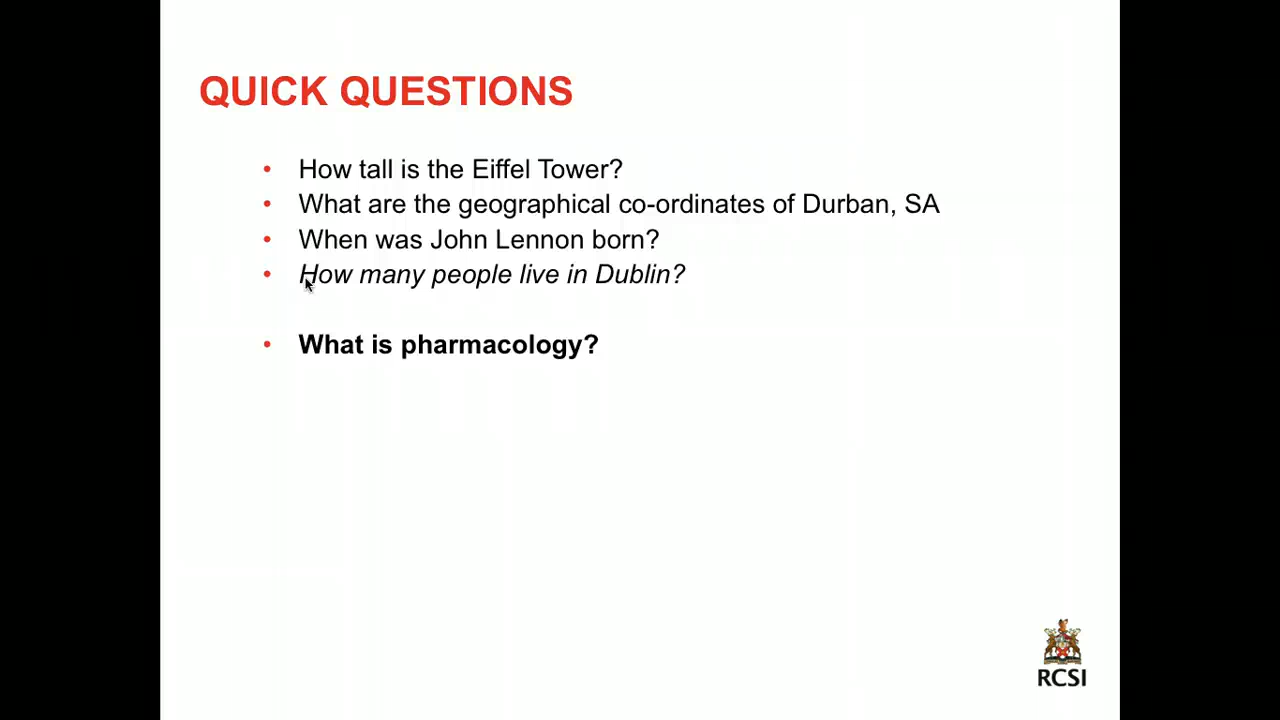 QUICK QUESTIONS
• How tall is the Eiffel Tower?
• What are the geographical co-ordinates of Durban, SA
• When was John Lennon born?
• How many people live in Dublin?
• What is pharmacology?
RCSI